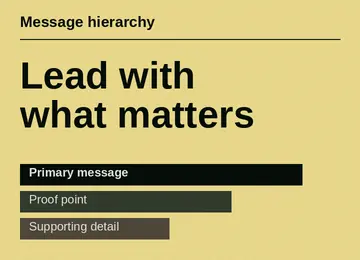 Message hierarchy
Lead with
what matters
Primary message
Proof point
Supporting detail